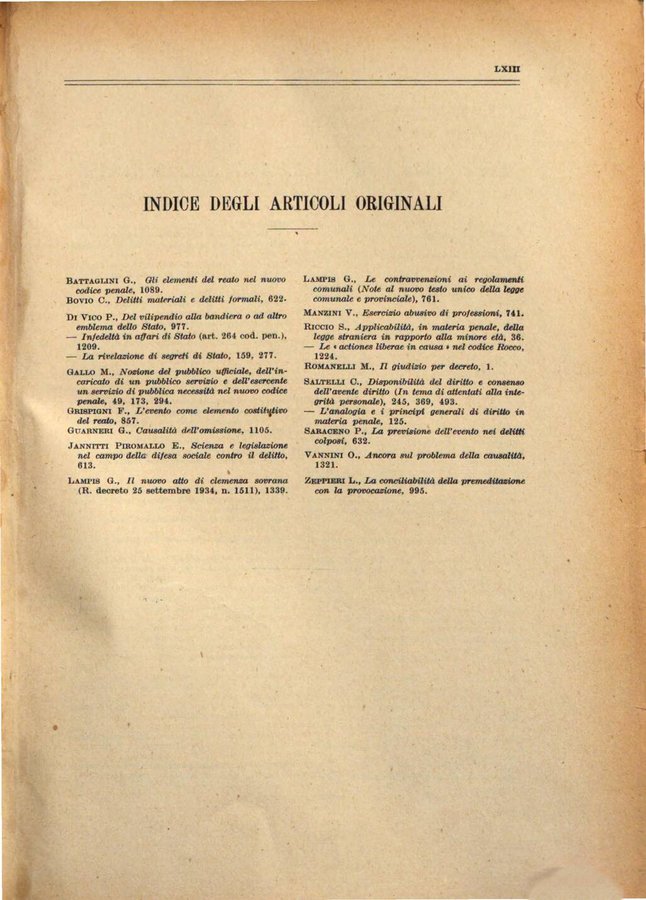 LXIII
INDICE DEGLI ARTICOLI ORIGINALI
BATTAGLINI G., Gli elementi del reato nel nuovo
codice penale, 1089.
BOVIO C., Delitti materiali e delitti formali, 622.
DI VICO P., Del vilipendio alla bandiera o ad altro
emblema dello Stato, 977.
— Infedeltà in affari di Stato (art. 264 cod. pen.),
1209.
— La rivelazione di segreti di Stato, 159, 277.
GALLO M., Nozione del pubblico ufficiale, dell'in-
caricato di un pubblico servizio e dell'esercente
un servizio di pubblica necessità nel nuovo codice
penale, 49, 173, 294.
GRISPIGNI F., L'evento come elemento costitutivo
del reato, 857.
GUARNERI G., Causalità dell'omissione, 1105.
JANNITTI PIROMALLO E., Scienza e legislazione
nel campo della difesa sociale contro il delitto,
613.
LAMPIS G., Il nuovo atto di clemenza sovrana
(R. decreto 25 settembre 1934, n. 1511), 1339.
LAMPIS G., Le contravvenzioni ai regolamenti
comunali (Note al nuovo testo unico della legge
comunale e provinciale), 761.
MANZINI V., Esercizio abusivo di professioni, 741.
RICCIO S., Applicabilità, in materia penale, della
legge straniera in rapporto alla minore età, 36.
— Le « actiones liberae in causa » nel codice Rocco,
1224.
ROMANELLI M., Il giudizio per decreto, 1.
SALTELLI C., Disponibilità del diritto e consenso
dell'avente diritto (In tema di attentati alla inte-
grità personale), 245, 369, 493.
— L'analogia e i principî generali di diritto in
materia penale, 125.
SARACENO P., La previsione dell'evento nei delitti
colposi, 632.
VANNINI O., Ancora sul problema della causalità,
1321.
ZEPPIERI L., La conciliabilità della premeditazione
con la provocazione, 995.